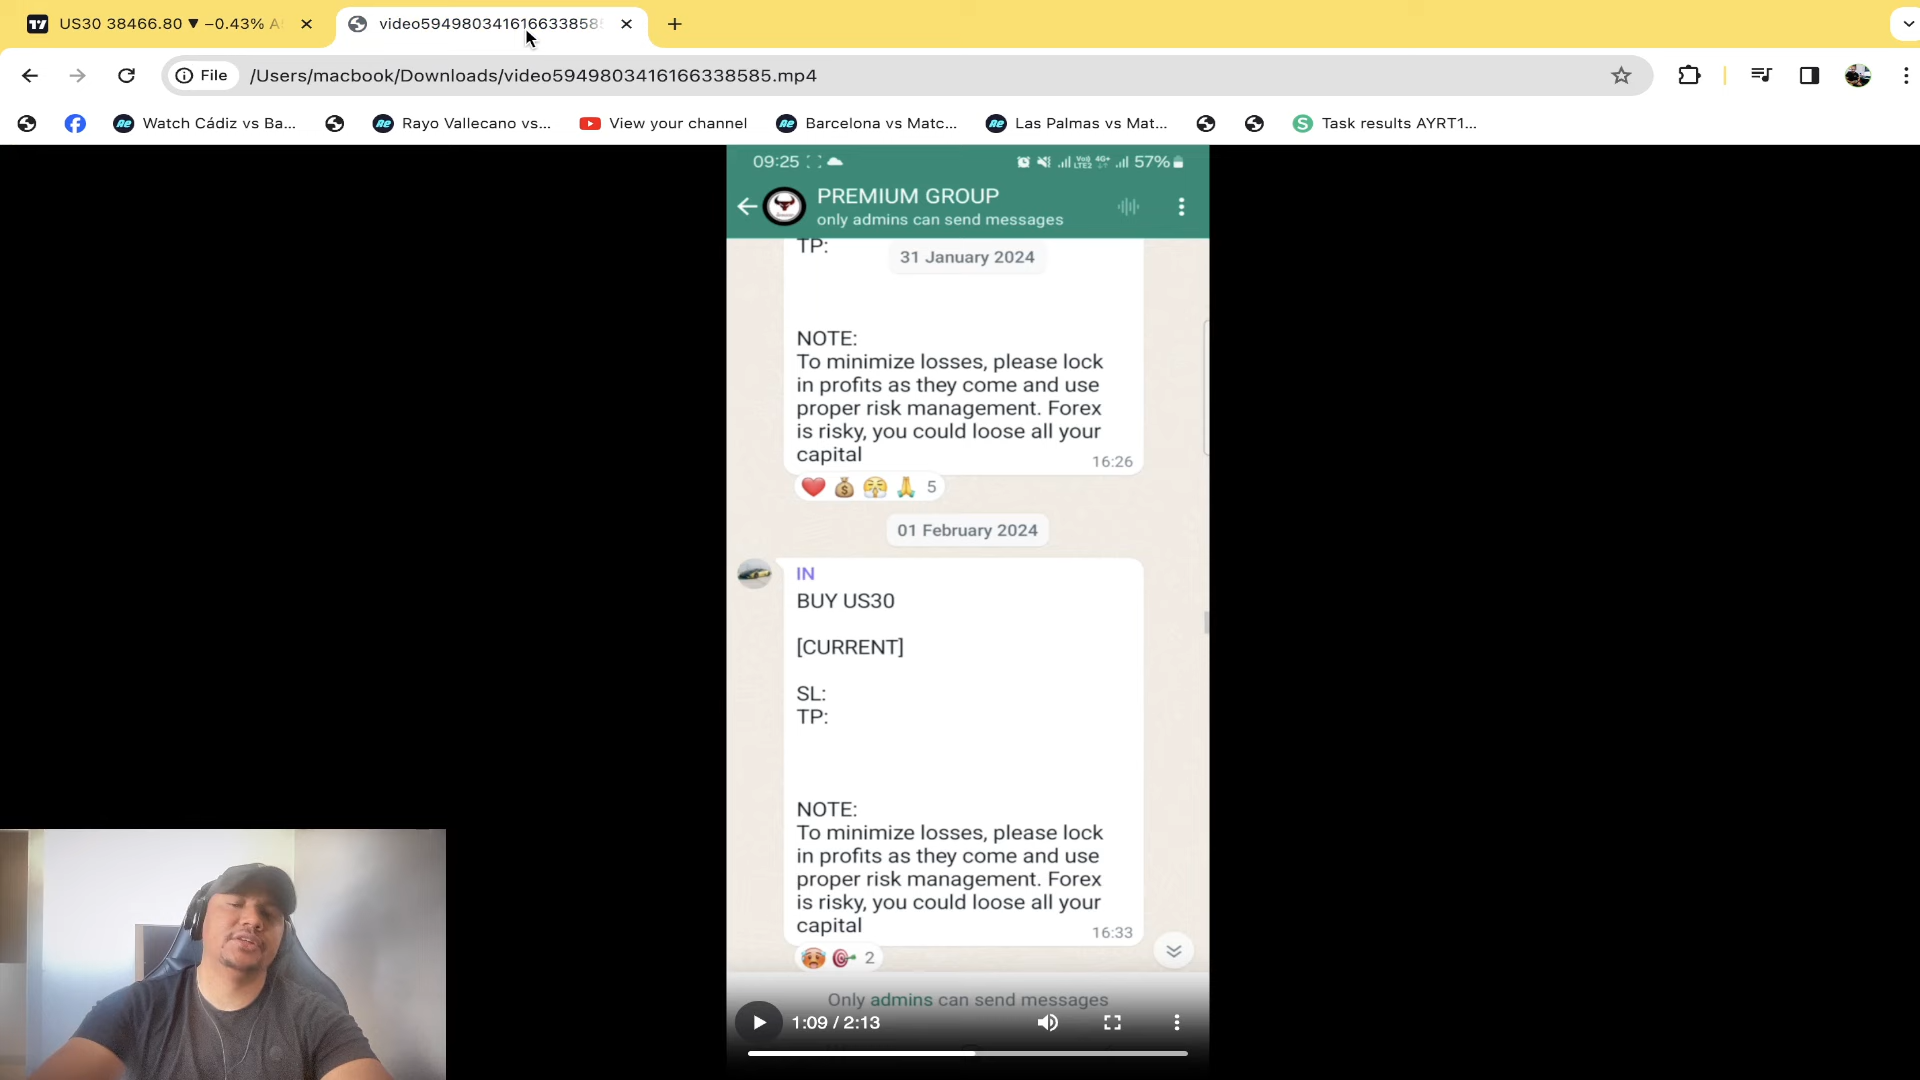 US30 38466.80 ▼ −0.43%
video5949803416166338585
File /Users/macbook/Downloads/video5949803416166338585.mp4
Watch Cádiz vs Ba... Rayo Vallecano vs... View your channel Barcelona vs Matc... Las Palmas vs Mat... Task results AYRT1...
09:25 57%
PREMIUM GROUP
only admins can send messages
TP:
31 January 2024
NOTE:
To minimize losses, please lock
in profits as they come and use
proper risk management. Forex
is risky, you could loose all your
capital
16:26
5
01 February 2024
IN
BUY US30
[CURRENT]
SL:
TP:
NOTE:
To minimize losses, please lock
in profits as they come and use
proper risk management. Forex
is risky, you could loose all your
capital
16:33
2
Only admins can send messages
1:09 / 2:13